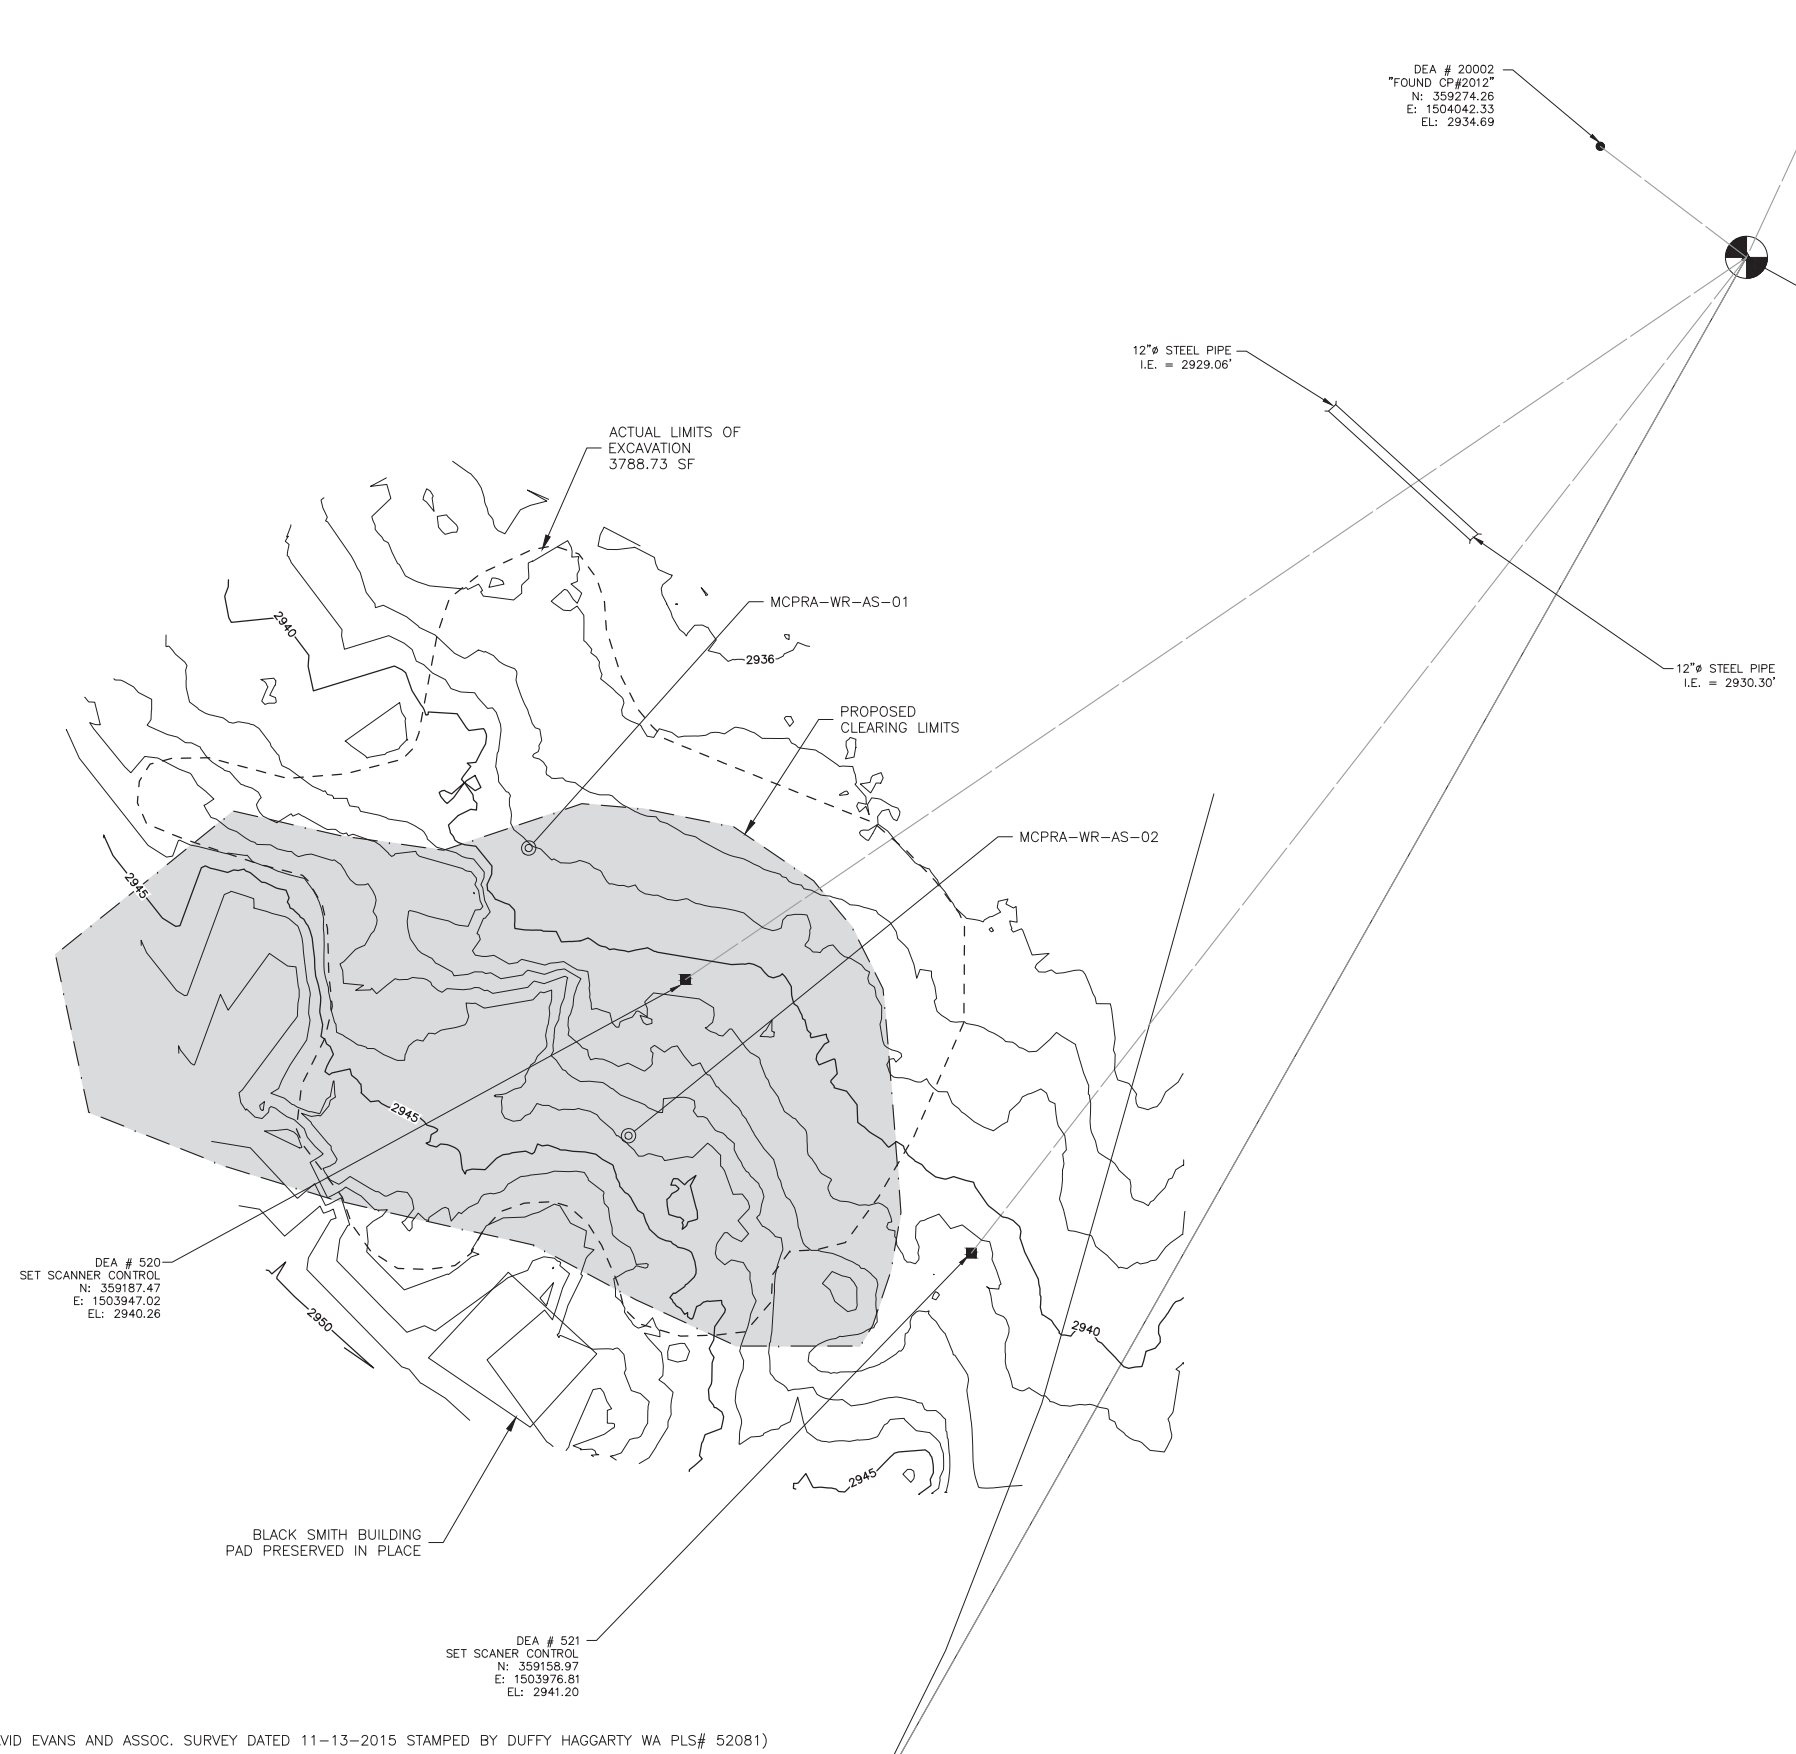 DEA # 20002
"FOUND CP#2012"
N: 359274.26
E: 1504042.33
EL: 2934.69
12"ø STEEL PIPE
I.E. = 2929.06'
ACTUAL LIMITS OF
EXCAVATION
3788.73 SF
MCPRA-WR-AS-01
2940
2936
12"ø STEEL PIPE
I.E. = 2930.30'
PROPOSED
CLEARING LIMITS
MCPRA-WR-AS-02
2945
2945
DEA # 520
SET SCANNER CONTROL
N: 359187.47
E: 1503947.02
EL: 2940.26
2950
2940
2945
BLACK SMITH BUILDING
PAD PRESERVED IN PLACE
DEA # 521
SET SCANER CONTROL
N: 359158.97
E: 1503976.81
EL: 2941.20
VID EVANS AND ASSOC. SURVEY DATED 11-13-2015 STAMPED BY DUFFY HAGGARTY WA PLS# 52081)